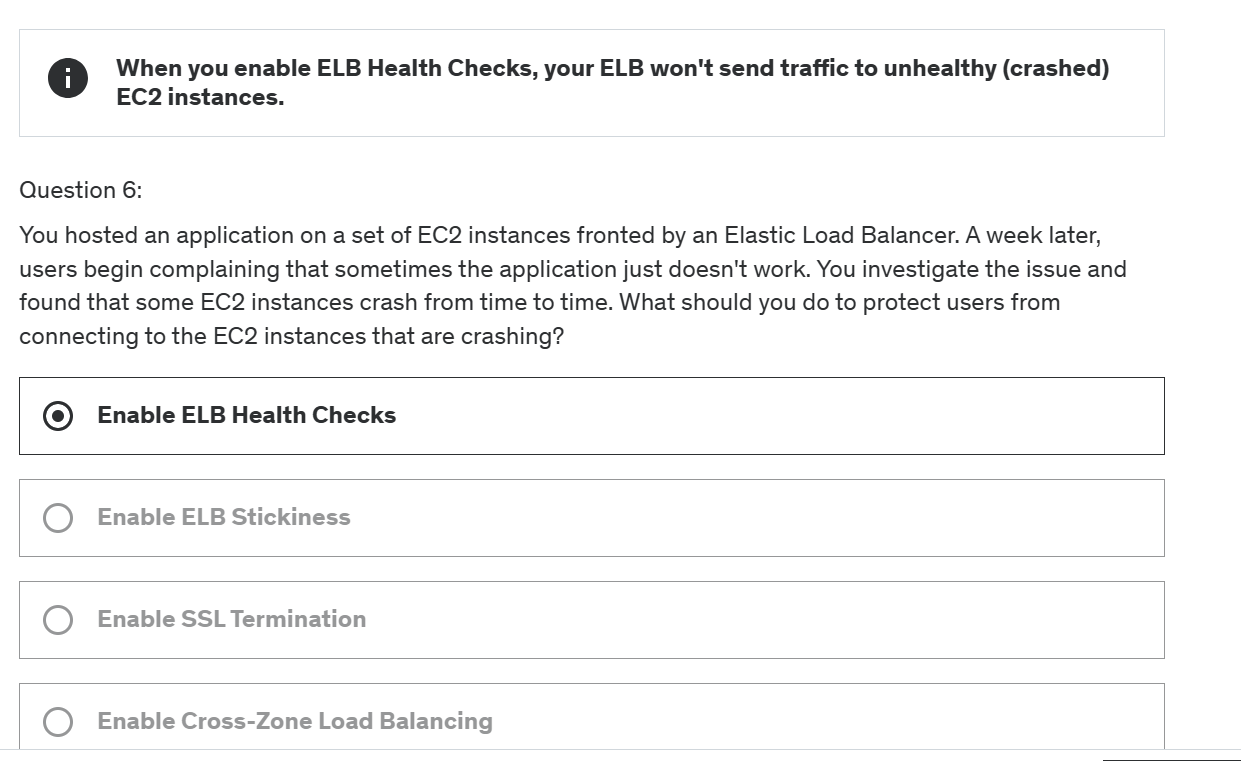 When you enable ELB Health Checks, your ELB won't send traffic to unhealthy (crashed)
EC2 instances.
Question 6:
You hosted an application on a set of EC2 instances fronted by an Elastic Load Balancer. A week later,
users begin complaining that sometimes the application just doesn't work. You investigate the issue and
found that some EC2 instances crash from time to time. What should you do to protect users from
connecting to the EC2 instances that are crashing?
Enable ELB Health Checks
Enable ELB Stickiness
Enable SSL Termination
Enable Cross-Zone Load Balancing